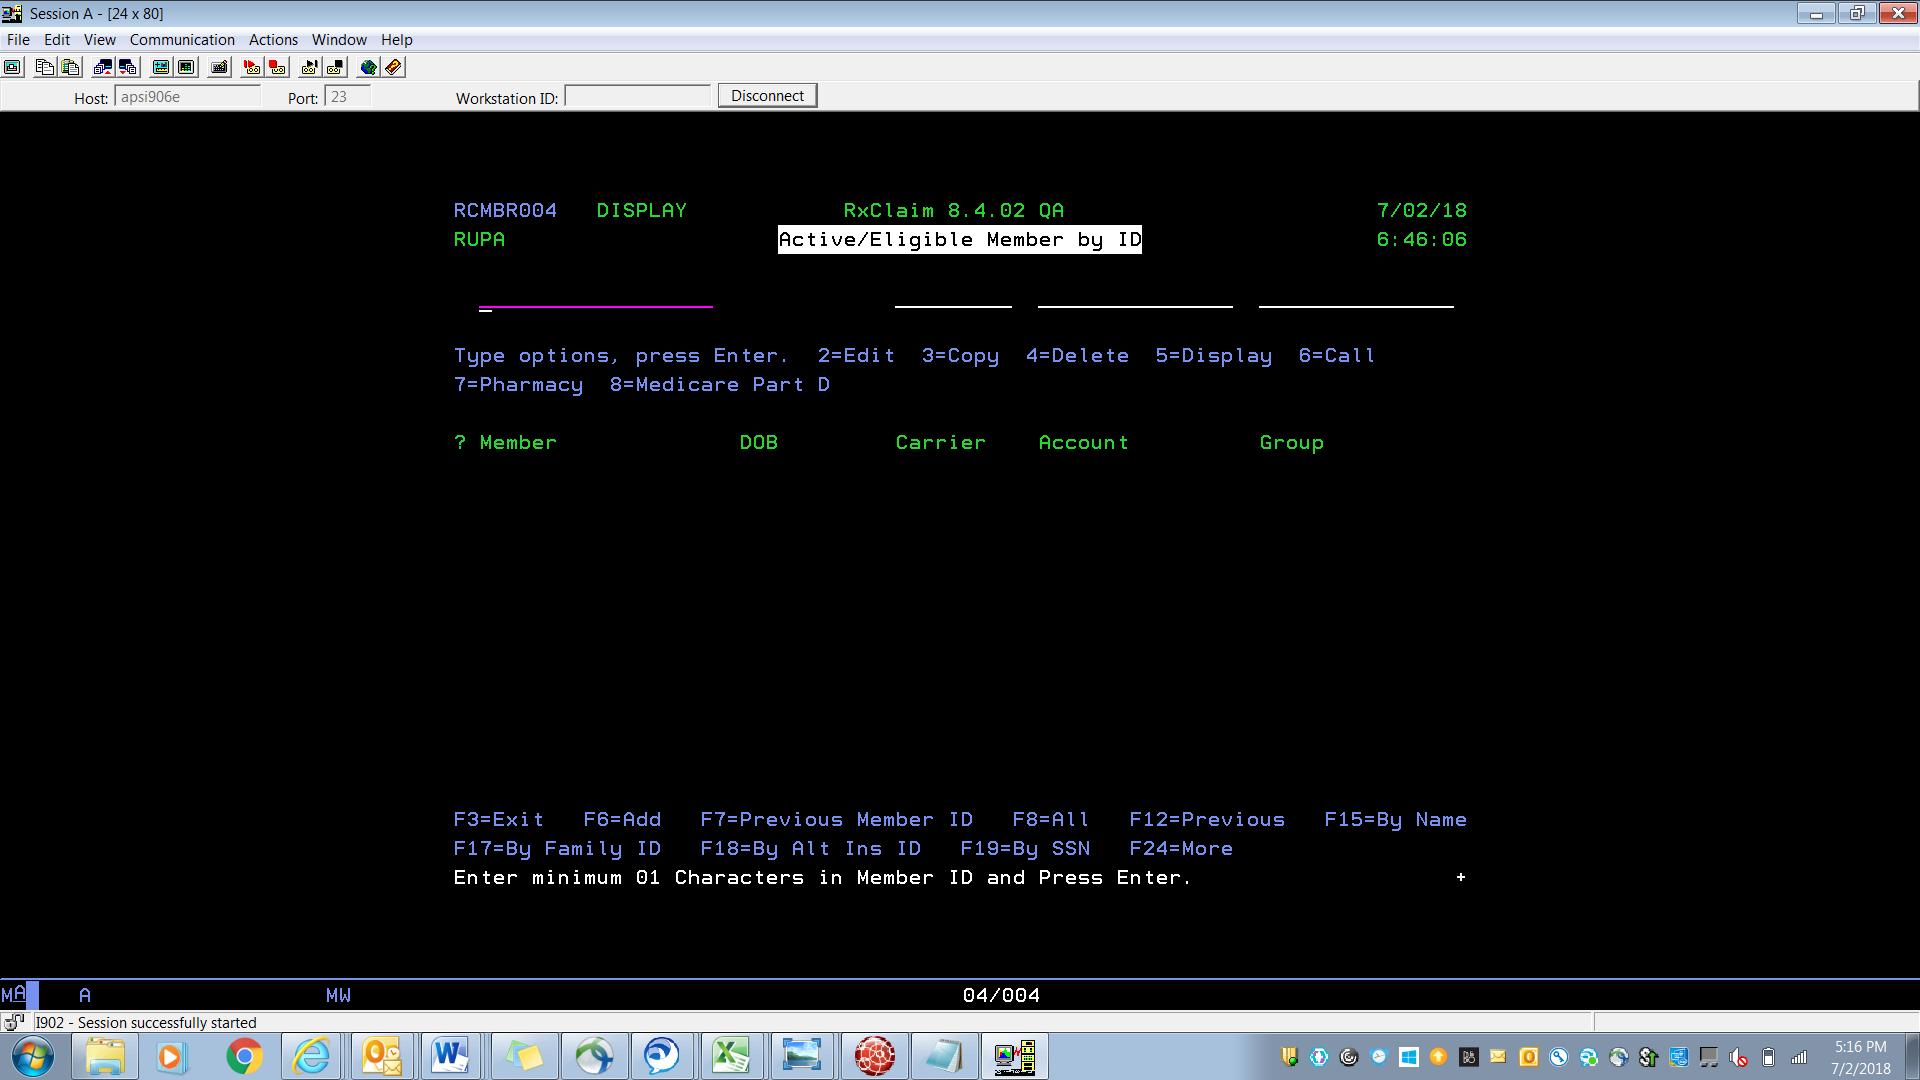 Session A - [24 x 80]
File Edit View Communication Actions Window Help
Host: apsi906e Port: 23 Workstation ID: Disconnect
RCMBR004 DISPLAY RxClaim 8.4.02 QA 7/02/18
RUPA Active/Eligible Member by ID 6:46:06
Type options, press Enter. 2=Edit 3=Copy 4=Delete 5=Display 6=Call
7=Pharmacy 8=Medicare Part D
? Member DOB Carrier Account Group
F3=Exit F6=Add F7=Previous Member ID F8=All F12=Previous F15=By Name
F17=By Family ID F18=By Alt Ins ID F19=By SSN F24=More
Enter minimum 01 Characters in Member ID and Press Enter. +
MA A MW 04/004
I902 - Session successfully started
5:16 PM
7/2/2018